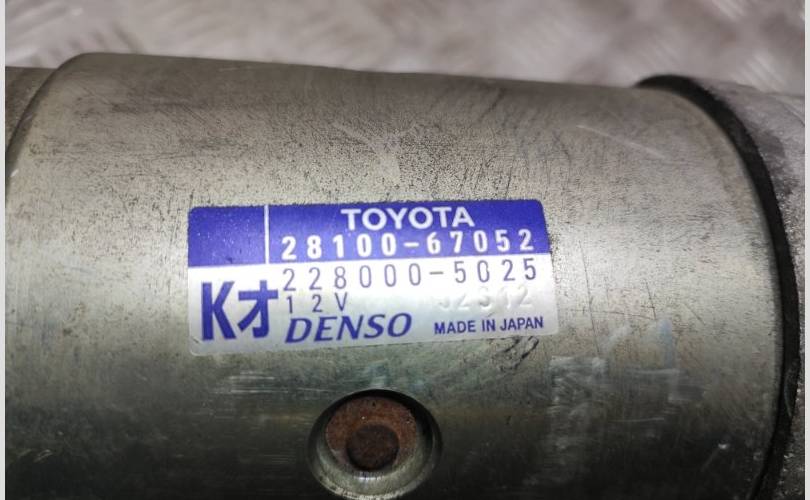 TOYOTA
28100-67052
228000-5025
Kオ
12V
DENSO MADE IN JAPAN